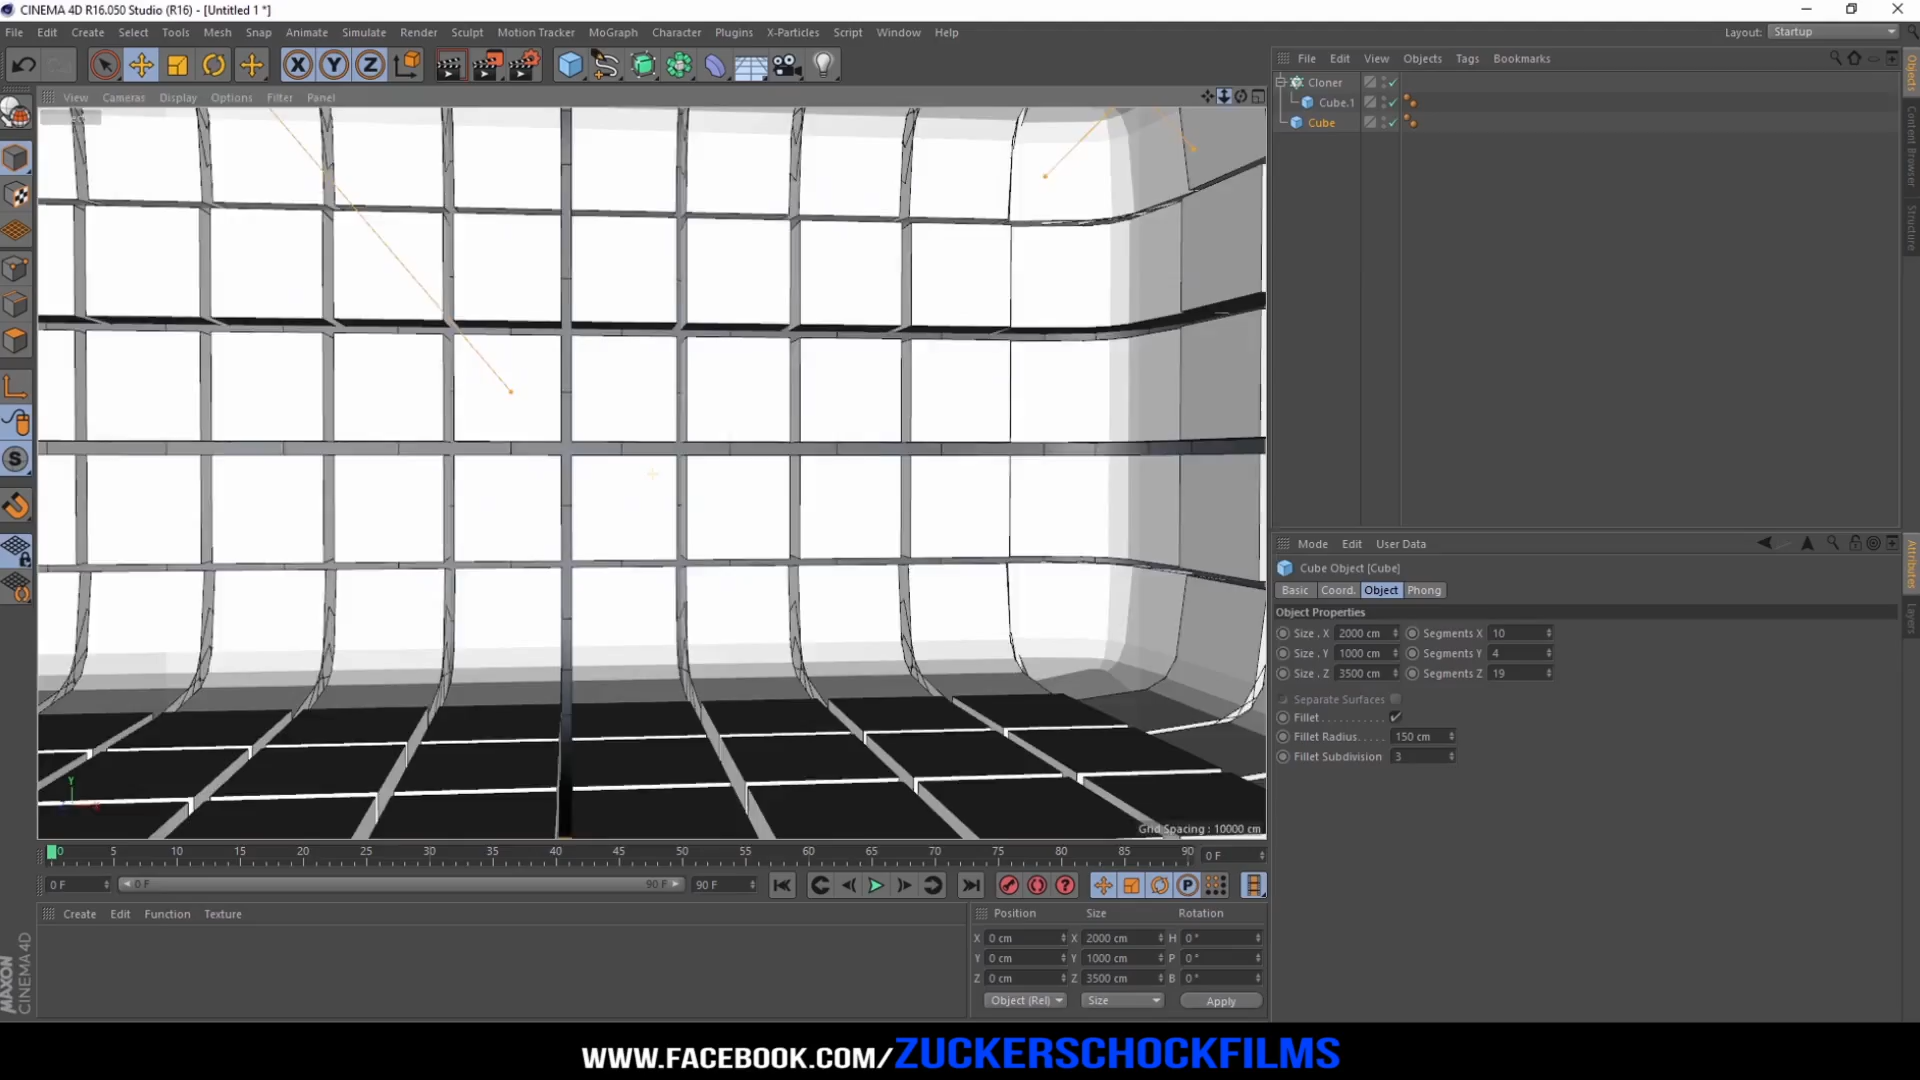 CINEMA 4D R16.050 Studio (R16) - [Untitled 1 *]
File Edit Create Select Tools Mesh Snap Animate Simulate Render Sculpt Motion Tracker MoGraph Character Plugins X-Particles Script Window Help Layout: Startup
X Y Z
File Edit View Objects Tags Bookmarks
View Cameras Display Options Filter Panel
Cloner
Cube.1
Cube
Objects
Content Browser
Structure
S
Y
Grid Spacing : 10000 cm
Mode Edit User Data
Cube Object [Cube]
Basic Coord. Object Phong
Object Properties
Size . X 2000 cm Segments X 10
Size . Y 1000 cm Segments Y 4
Size . Z 3500 cm Segments Z 19
Separate Surfaces
Fillet . . . . . . . . . .
Fillet Radius. . . . . 150 cm
Fillet Subdivision 3
Attributes
Layers
0 5 10 15 20 25 30 35 40 45 50 55 60 65 70 75 80 85 90 0 F
0 F 0 F 90 F 90 F ? P
Create Edit Function Texture
Position Size Rotation
X 0 cm X 2000 cm H 0 °
Y 0 cm Y 1000 cm P 0 °
Z 0 cm Z 3500 cm B 0 °
Object (Rel) Size Apply
MAXON
CINEMA 4D
WWW.FACEBOOK.COM/ZUCKERSCHOCKFILMS